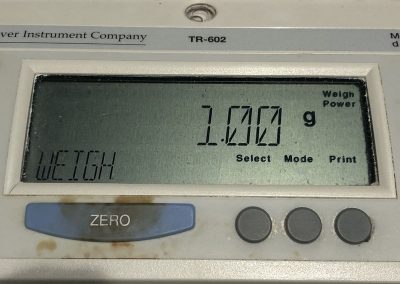 ver Instrument Company
TR-602
M
d
Weigh
Power
1.00 g
Select Mode Print
WEIGH
ZERO